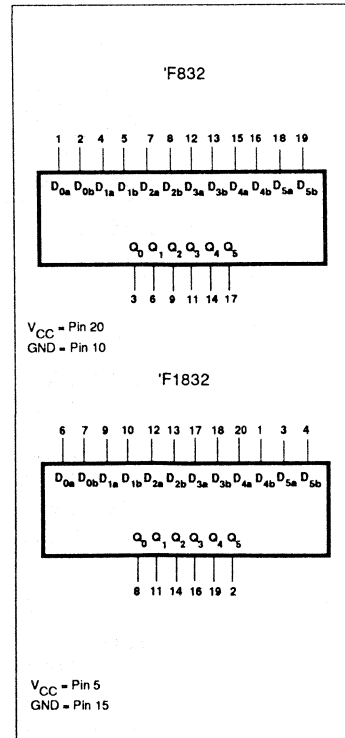 'F832
1 2 4 5 7 8 12 13 15 16 18 19
D0a D0b D1a D1b D2a D2b D3a D3b D4a D4b D5a D5b
Q0 Q1 Q2 Q3 Q4 Q5
3 6 9 11 14 17
VCC = Pin 20
GND = Pin 10
'F1832
6 7 9 10 12 13 17 18 20 1 3 4
D0a D0b D1a D1b D2a D2b D3a D3b D4a D4b D5a D5b
Q0 Q1 Q2 Q3 Q4 Q5
8 11 14 16 19 2
VCC = Pin 5
GND = Pin 15